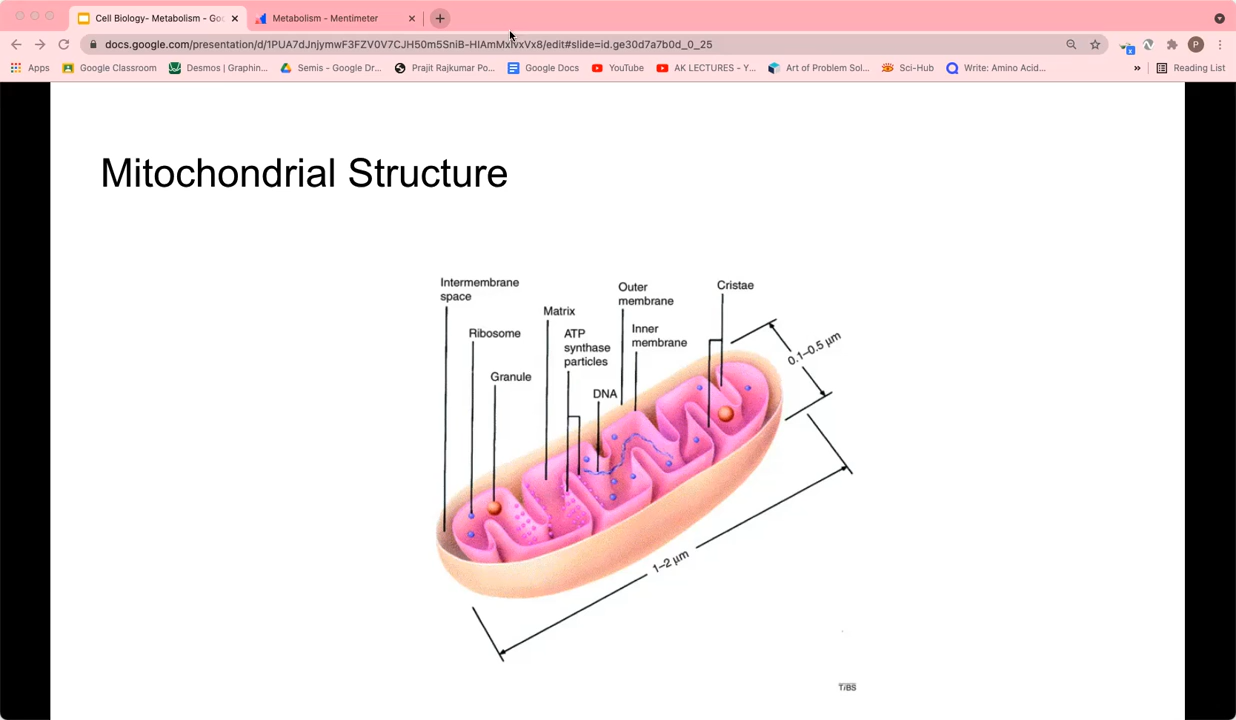 Cell Biology- Metabolism - Goo
Metabolism - Mentimeter
docs.google.com/presentation/d/1PUA7dJnjymwF3FZV0V7CJH50m5SniB-HIAmMxlvxVx8/edit#slide=id.ge30d7a7b0d_0_25
P
Apps
Google Classroom
Desmos | Graphin...
Semis - Google Dr...
Prajit Rajkumar Po...
Google Docs
YouTube
AK LECTURES - Y...
Art of Problem Sol...
Sci-Hub
Write: Amino Acid...
»
Reading List
Mitochondrial Structure
Intermembrane
space
Ribosome
Granule
Matrix
ATP
synthase
particles
DNA
Outer
membrane
Inner
membrane
Cristae
0.1–0.5 μm
1–2 μm
TiBS